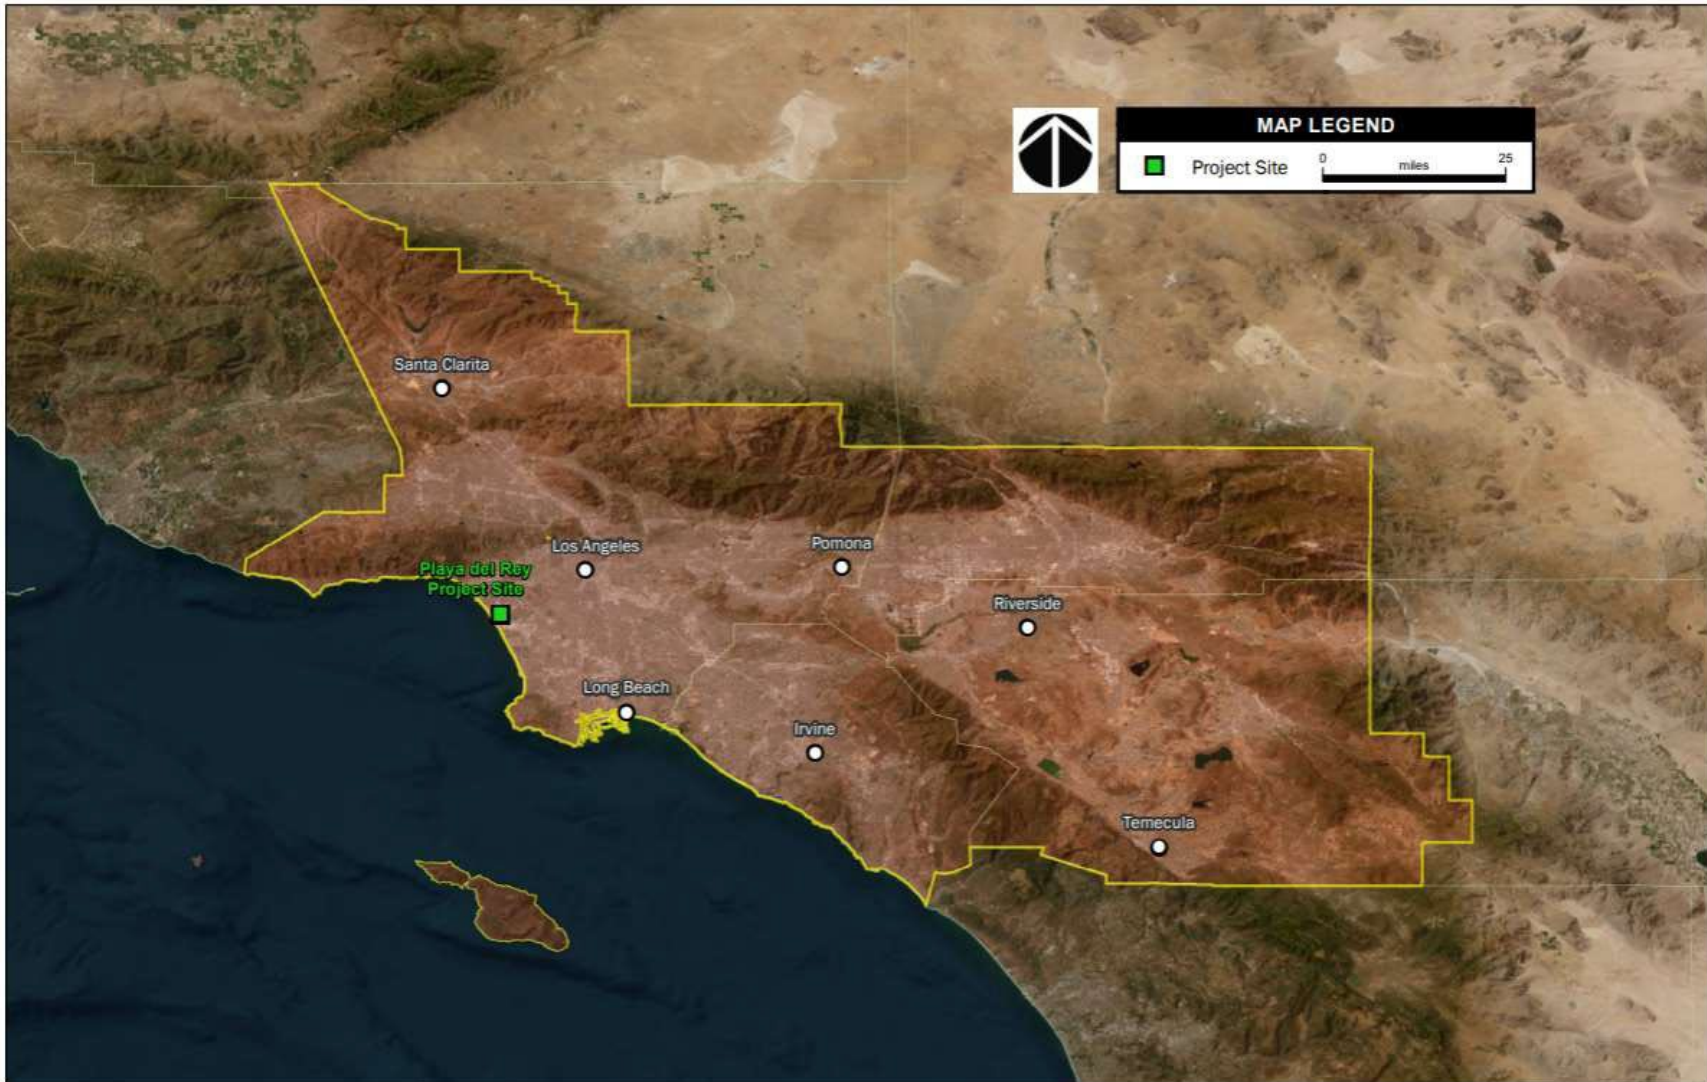 MAP LEGEND
Project Site
0
miles
25
Santa Clarita
Los Angeles
Pomona
Playa del Rey
Project Site
Riverside
Long Beach
Irvine
Temecula